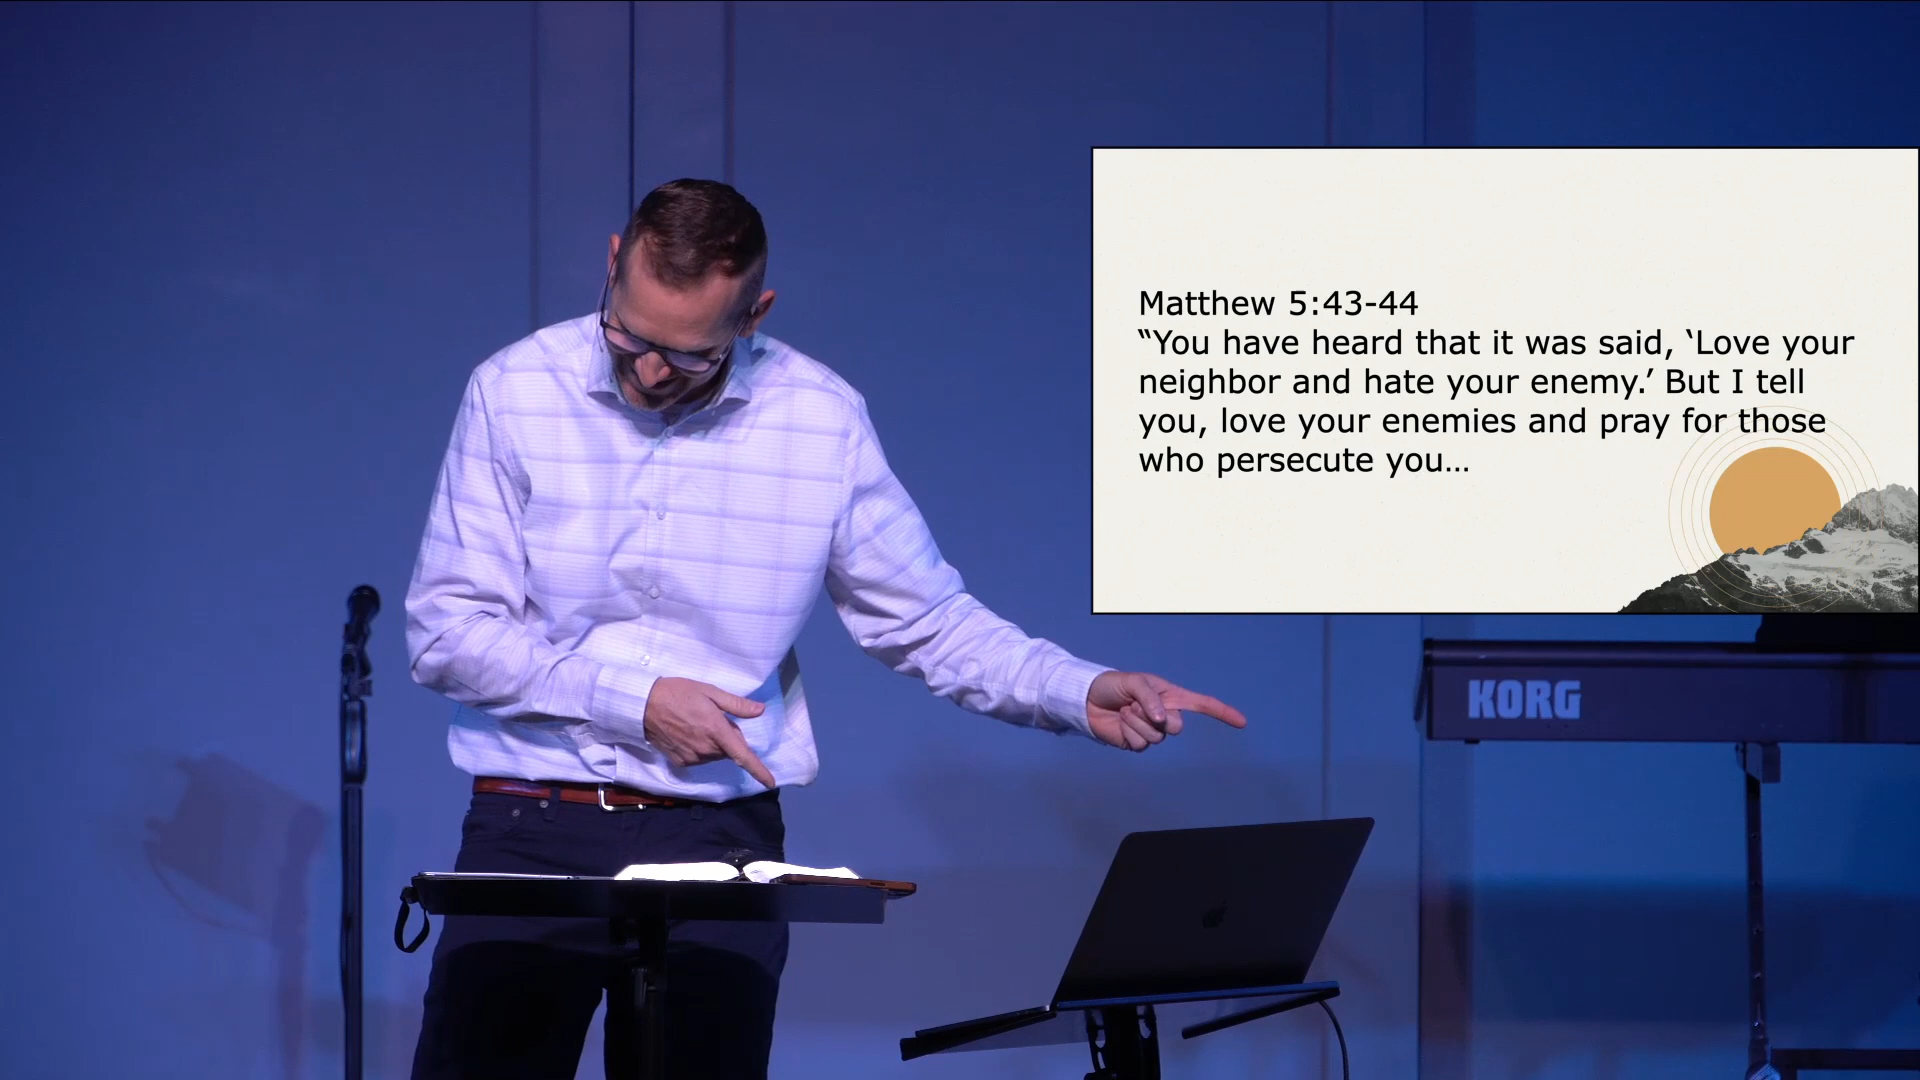 Matthew 5:43-44
“You have heard that it was said, ‘Love your
neighbor and hate your enemy.’ But I tell
you, love your enemies and pray for those
who persecute you…
KORG